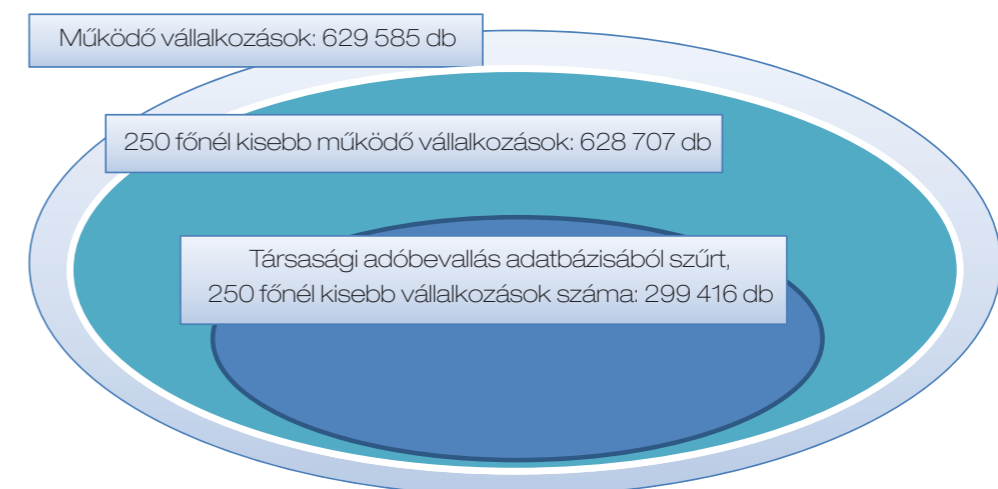 Működő vállalkozások: 629 585 db
250 főnél kisebb működő vállalkozások: 628 707 db
Társasági adóbevallás adatbázisából szűrt,
250 főnél kisebb vállalkozások száma: 299 416 db